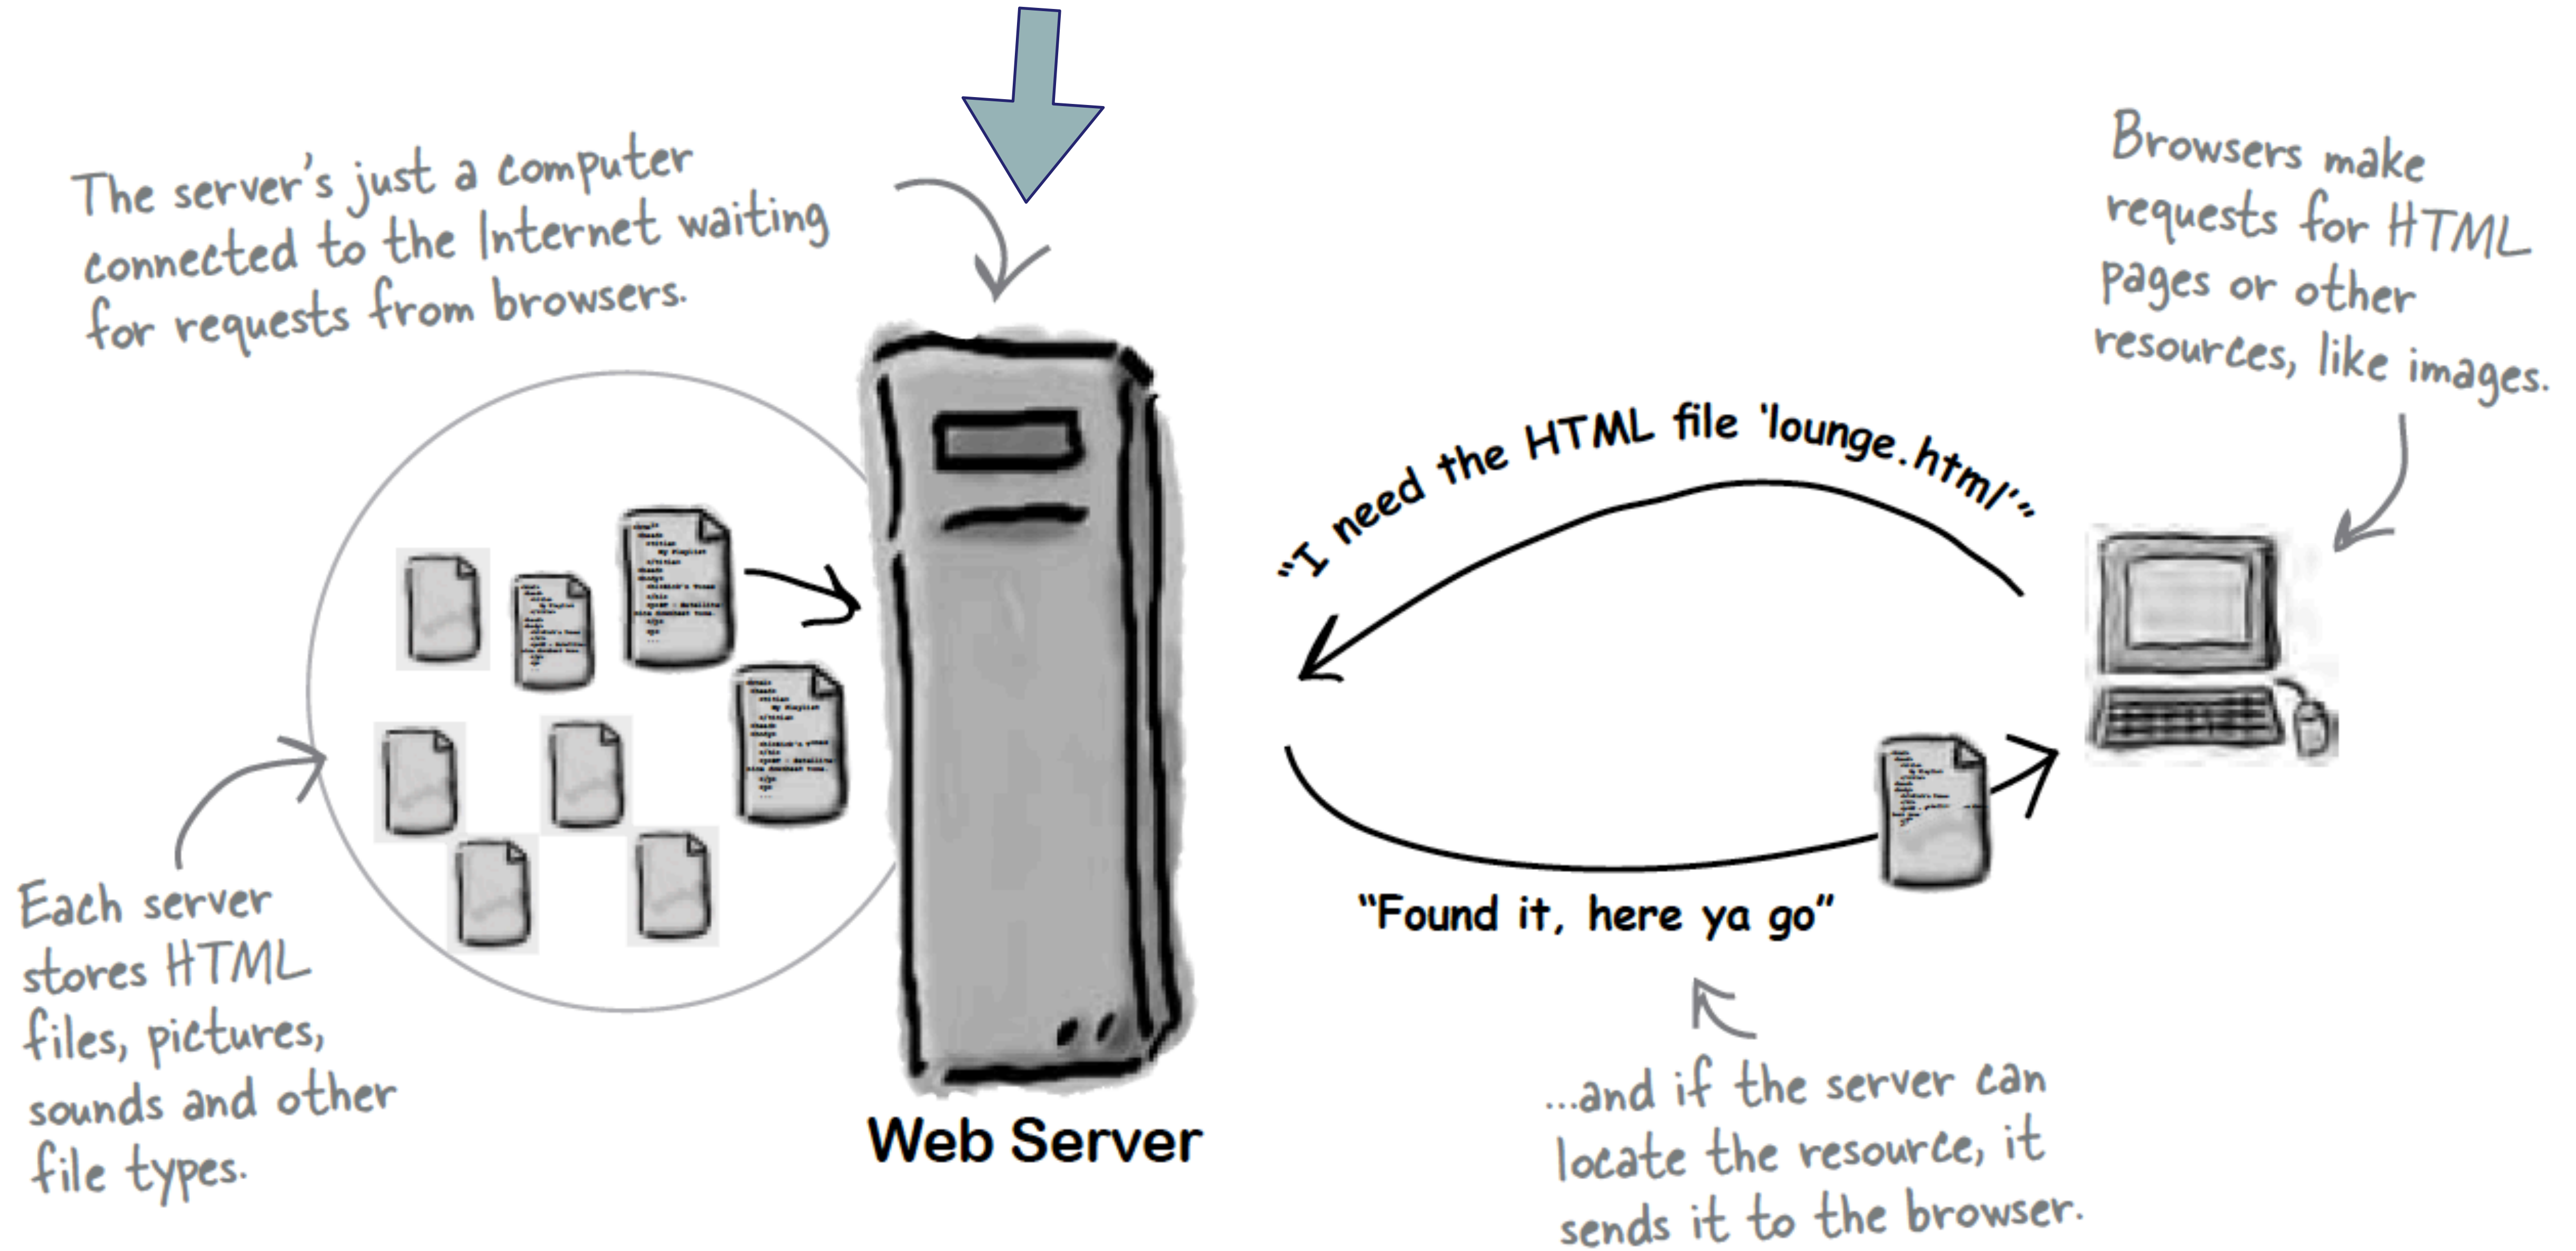 The server's just a computer
connected to the Internet waiting
for requests from browsers.
Browsers make
requests for HTML
pages or other
resources, like images.
“I need the HTML file ‘lounge.html’”
“Found it, here ya go”
Each server
stores HTML
files, pictures,
sounds and other
file types.
Web Server
...and if the server can
locate the resource, it
sends it to the browser.